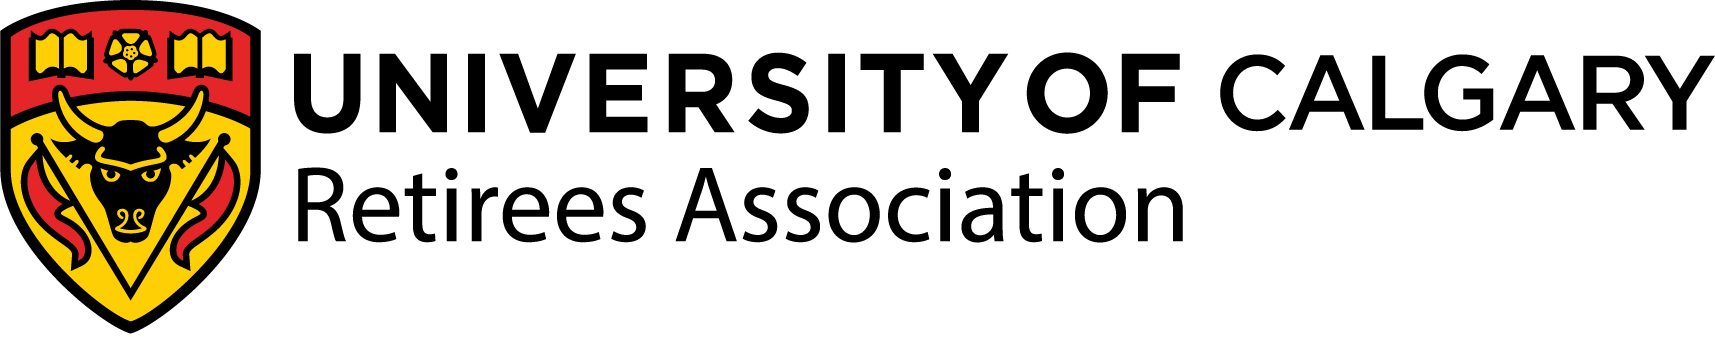 UNIVERSITY OF CALGARY
Retirees Association